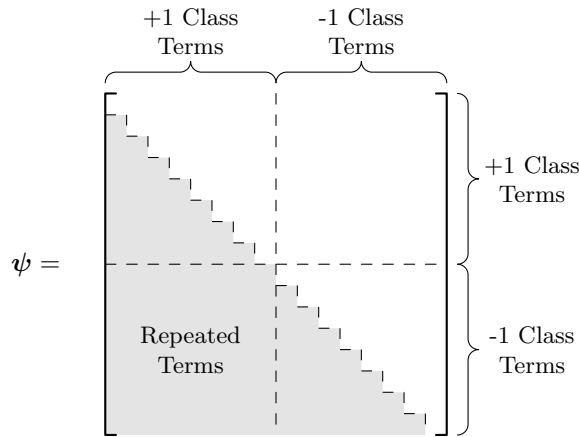 +1 Class
Terms
-1 Class
Terms
+1 Class
Terms
ψ =
Repeated
Terms
-1 Class
Terms